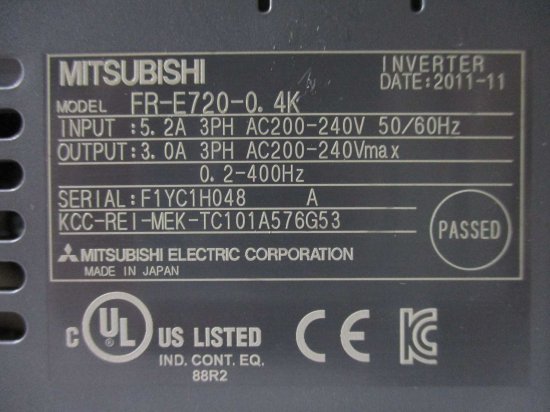 MITSUBISHI
INVERTER
DATE:2011-11
MODEL FR-E720-0.4K
INPUT :5.2A 3PH AC200-240V 50/60Hz
OUTPUT:3.0A 3PH AC200-240Vmax
0.2-400Hz
SERIAL:F1YC1H048 A
KCC-REI-MEK-TC101A576G53
PASSED
MITSUBISHI ELECTRIC CORPORATION
MADE IN JAPAN
C UL US LISTED
IND. CONT. EQ.
88R2
CE
KC